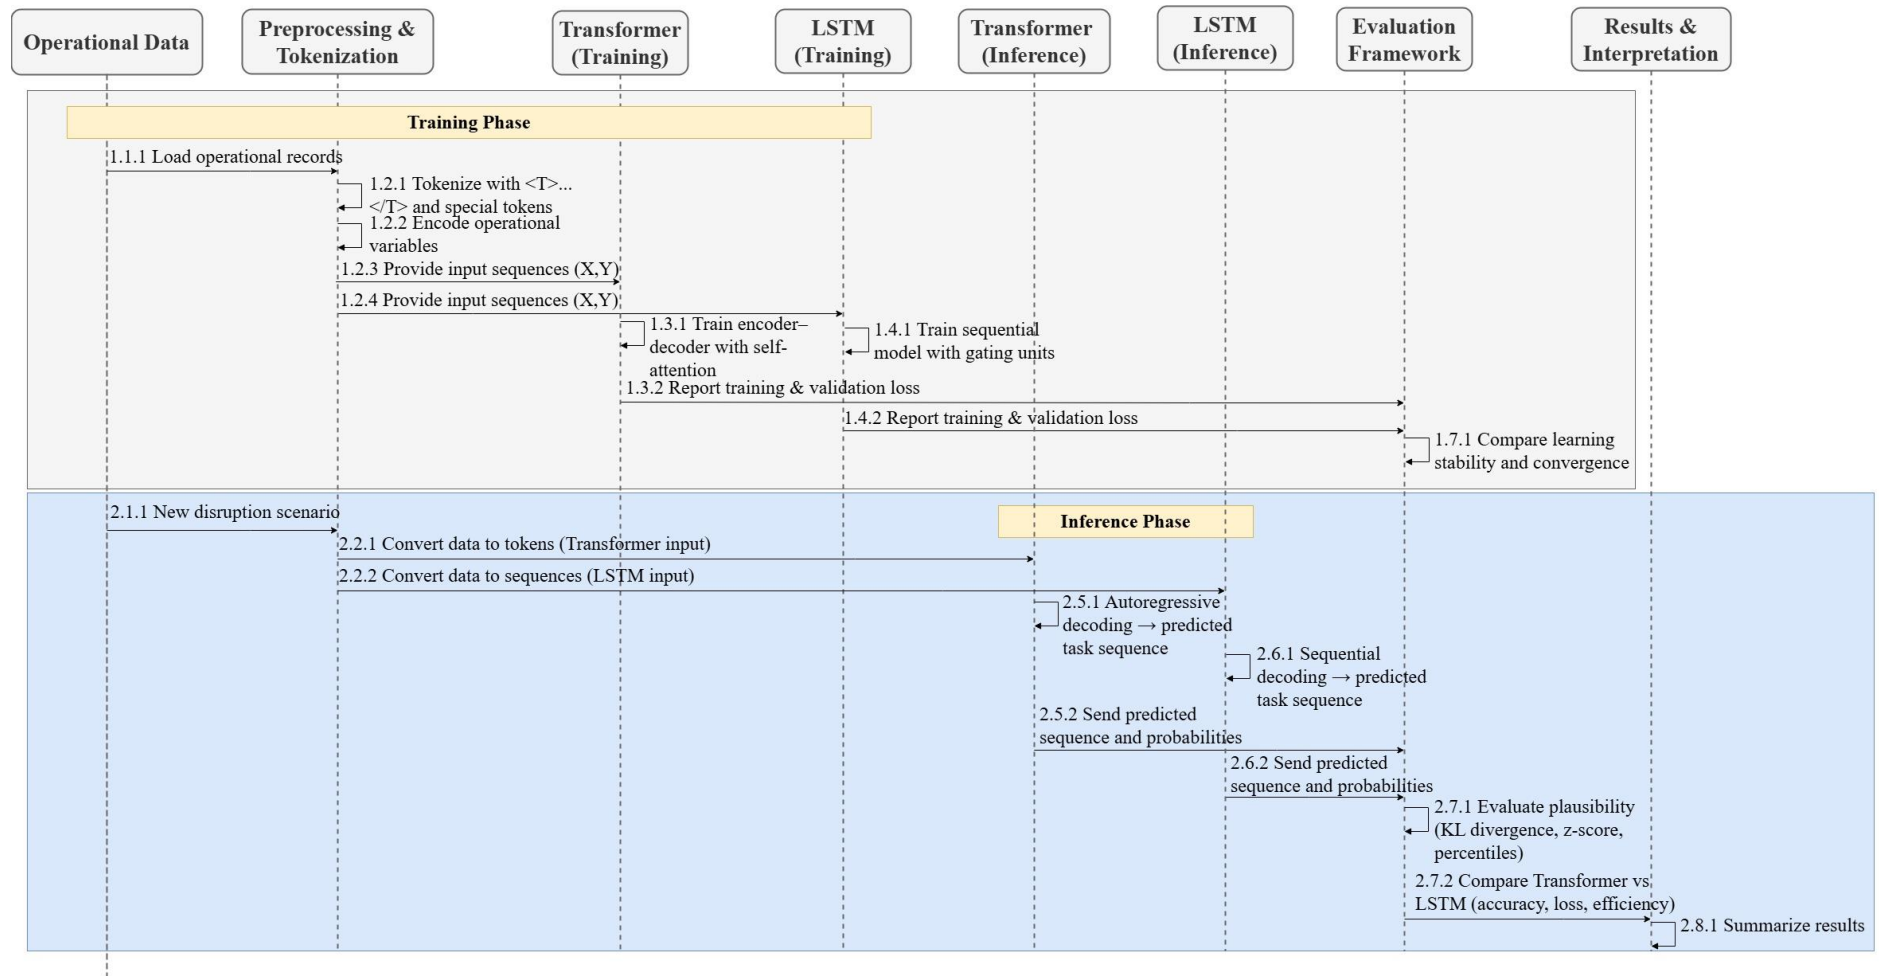 Operational Data
Preprocessing &
Tokenization
Transformer
(Training)
LSTM
(Training)
Transformer
(Inference)
LSTM
(Inference)
Evaluation
Framework
Results &
Interpretation
Training Phase
1.1.1 Load operational records
1.2.1 Tokenize with <T>...
</T> and special tokens
1.2.2 Encode operational
variables
1.2.3 Provide input sequences (X,Y)
1.2.4 Provide input sequences (X,Y)
1.3.1 Train encoder–
decoder with self-
attention
1.4.1 Train sequential
model with gating units
1.3.2 Report training & validation loss
1.4.2 Report training & validation loss
1.7.1 Compare learning
stability and convergence
2.1.1 New disruption scenario
Inference Phase
2.2.1 Convert data to tokens (Transformer input)
2.2.2 Convert data to sequences (LSTM input)
2.5.1 Autoregressive
decoding → predicted
task sequence
2.6.1 Sequential
decoding → predicted
task sequence
2.5.2 Send predicted
sequence and probabilities
2.6.2 Send predicted
sequence and probabilities
2.7.1 Evaluate plausibility
(KL divergence, z-score,
percentiles)
2.7.2 Compare Transformer vs
LSTM (accuracy, loss, efficiency)
2.8.1 Summarize results